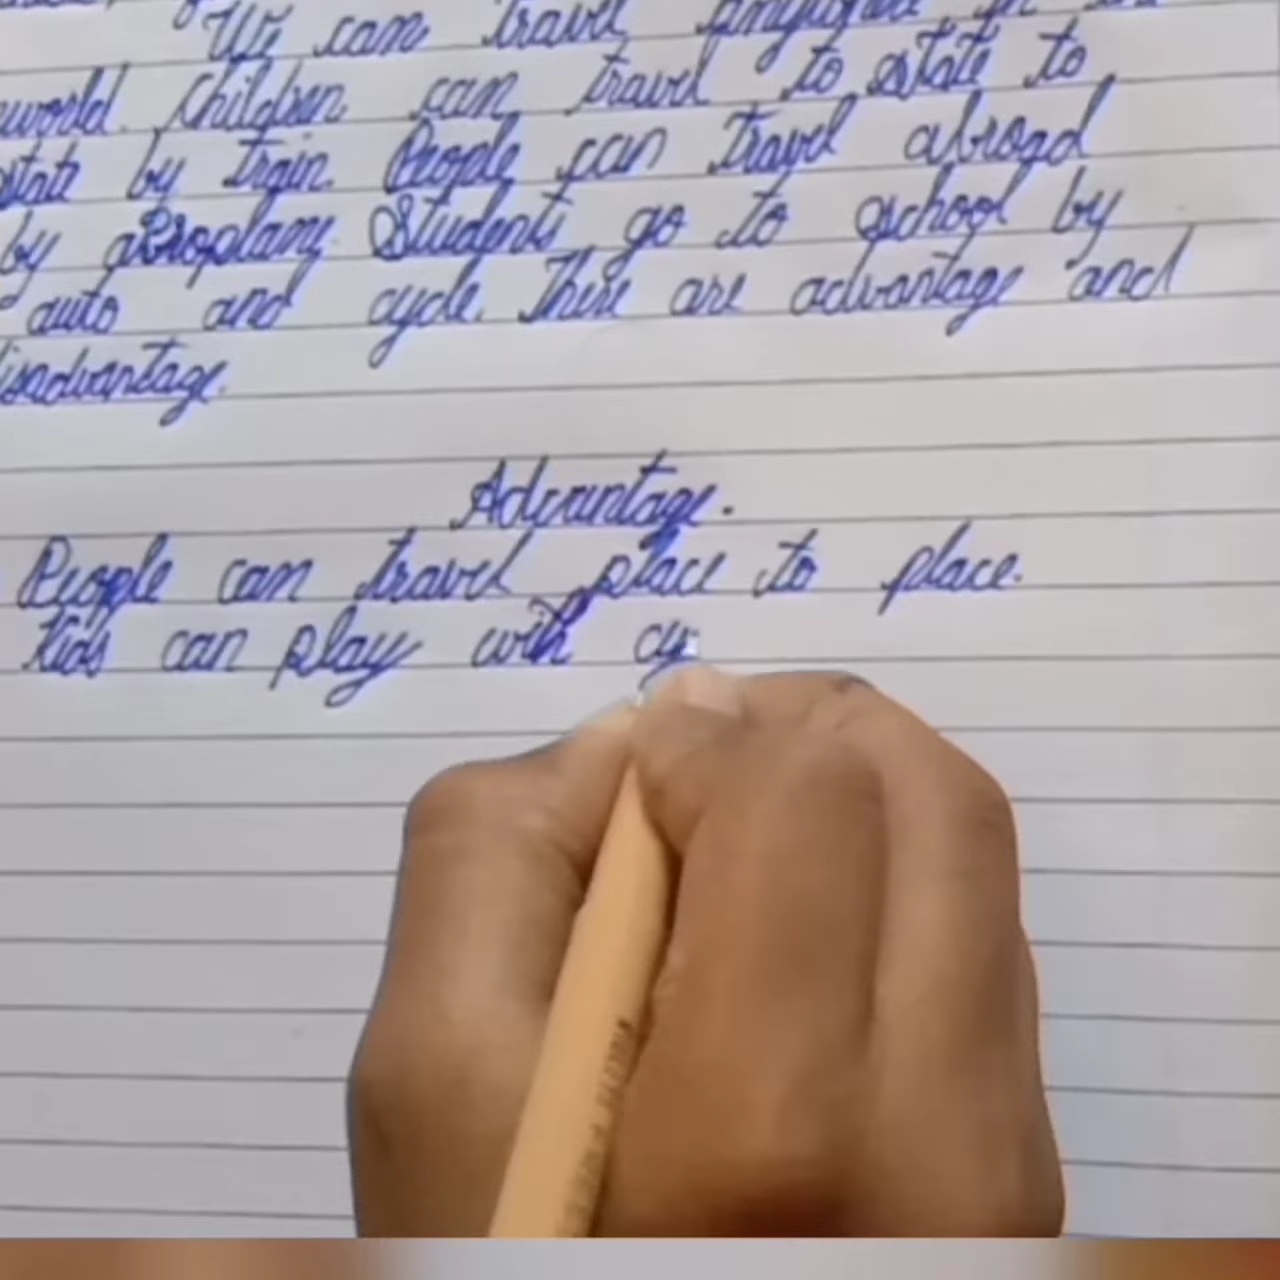 We can travel anywhere in the
world. Children can travel to state to
state by train. People can travel abroad
by aeroplane. Students go to school by
auto and cycle. There are advantage and
disadvantage.
Advantage.
People can travel place to place.
Kids can play with cy